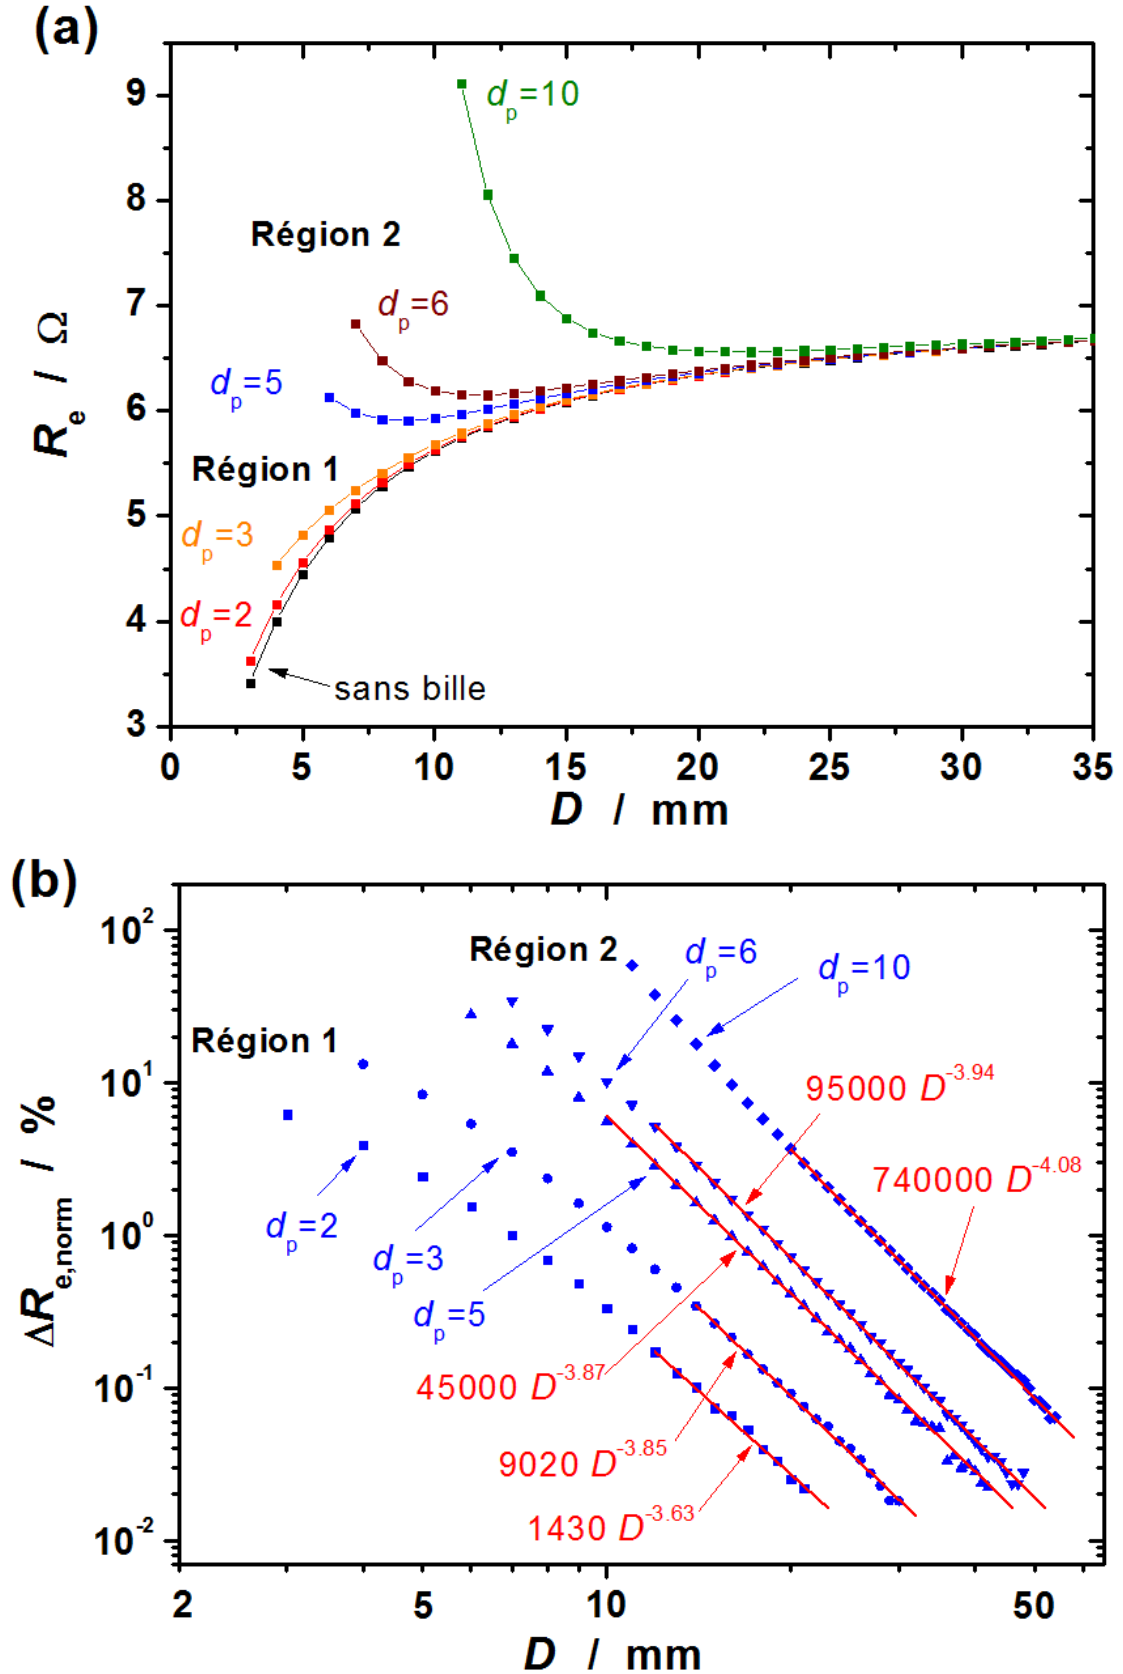 (a)
9
8
7
6
5
4
3
R_e / Ω
d_p=10
Région 2
d_p=6
d_p=5
Région 1
d_p=3
d_p=2
sans bille
0 5 10 15 20 25 30 35
D / mm
(b)
10^2
10^1
10^0
10^-1
10^-2
ΔR_e,norm / %
Région 2
d_p=6
d_p=10
Région 1
95000 D^-3.94
740000 D^-4.08
d_p=2
d_p=3
d_p=5
45000 D^-3.87
9020 D^-3.85
1430 D^-3.63
2 5 10 50
D / mm